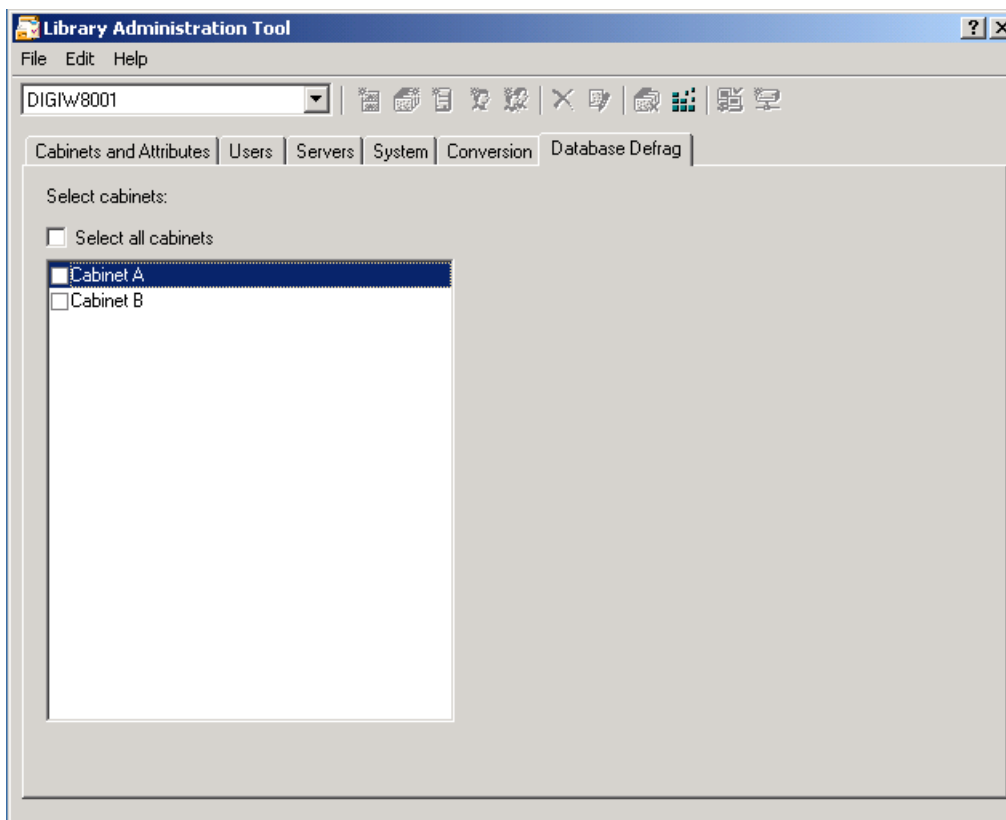 Library Administration Tool
File Edit Help
DIGIW8001
Cabinets and Attributes Users Servers System Conversion Database Defrag
Select cabinets:
Select all cabinets
Cabinet A
Cabinet B